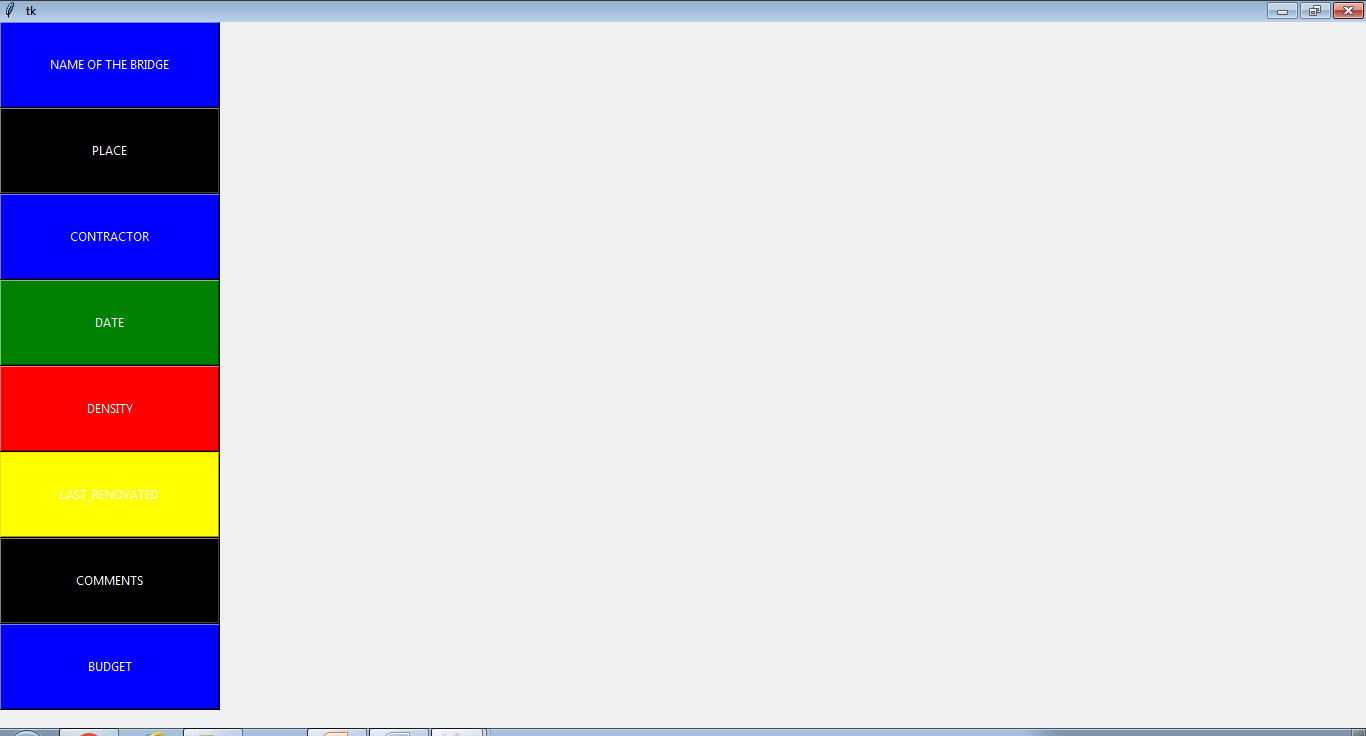 tk
NAME OF THE BRIDGE
PLACE
CONTRACTOR
DATE
DENSITY
LAST_RENOVATED
COMMENTS
BUDGET